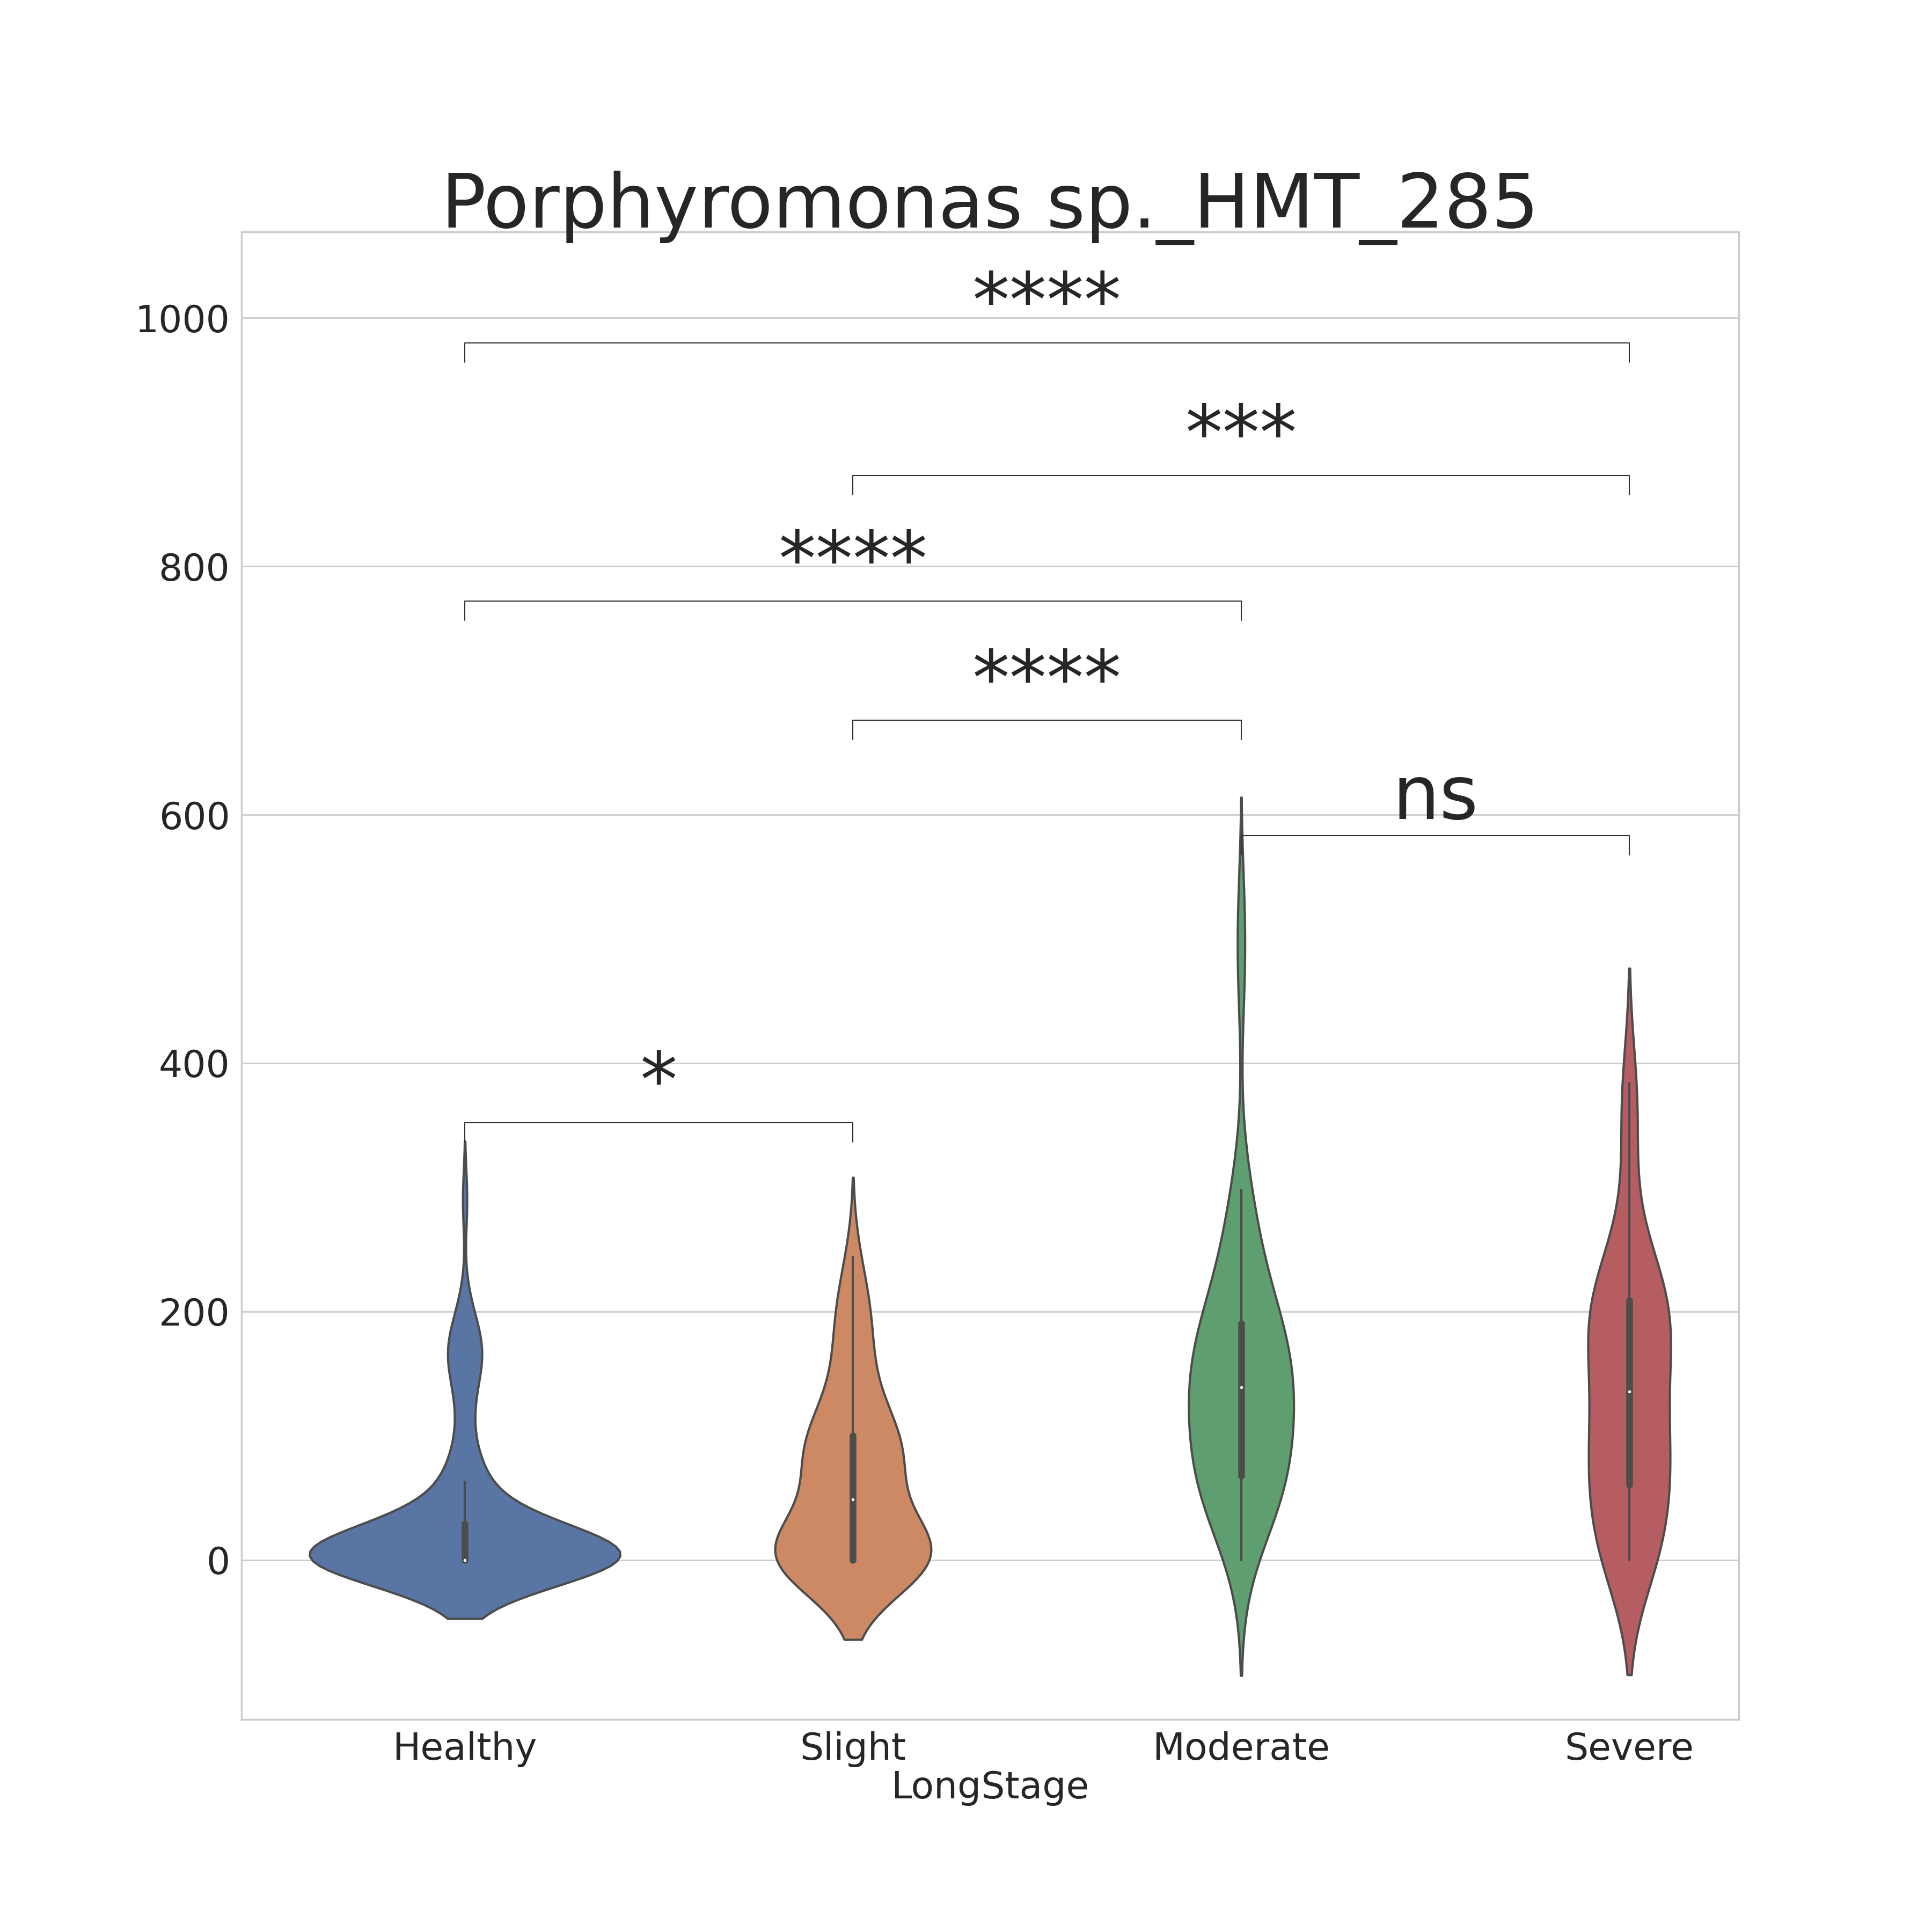 Porphyromonas sp._HMT_285
****
1000
***
****
800
****
ns
600
*
400
200
0
Healthy Slight Moderate Severe
LongStage